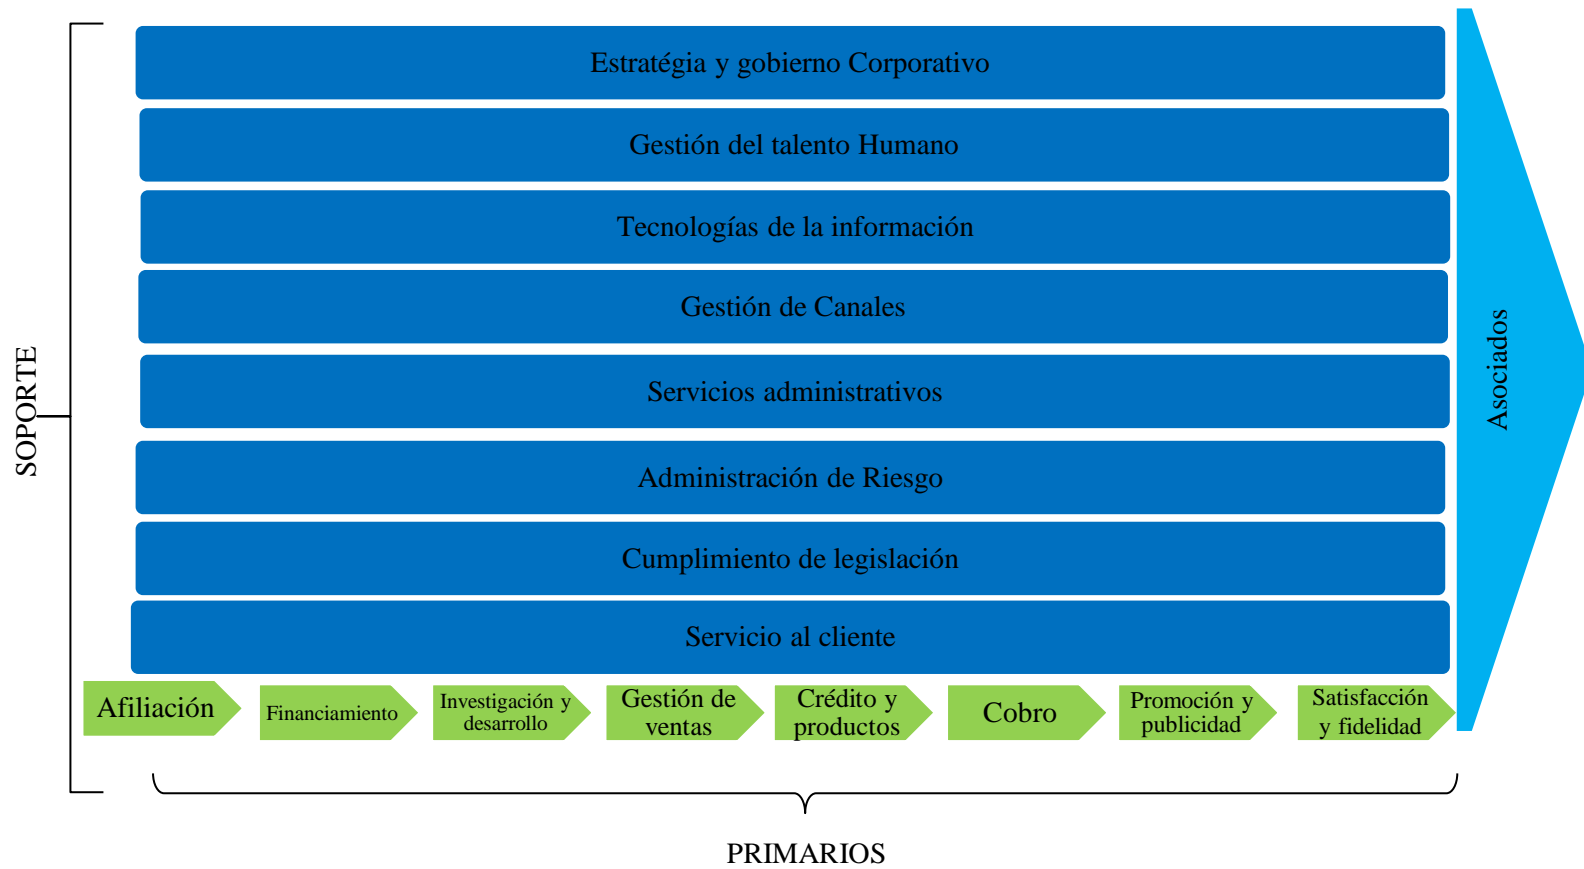 Estratégia y gobierno Corporativo
Gestión del talento Humano
Tecnologías de la información
Gestión de Canales
Servicios administrativos
Administración de Riesgo
Cumplimiento de legislación
Servicio al cliente
SOPORTE
Asociados
Afiliación
Financiamiento
Investigación y
desarrollo
Gestión de
ventas
Crédito y
productos
Cobro
Promoción y
publicidad
Satisfacción
y fidelidad
PRIMARIOS